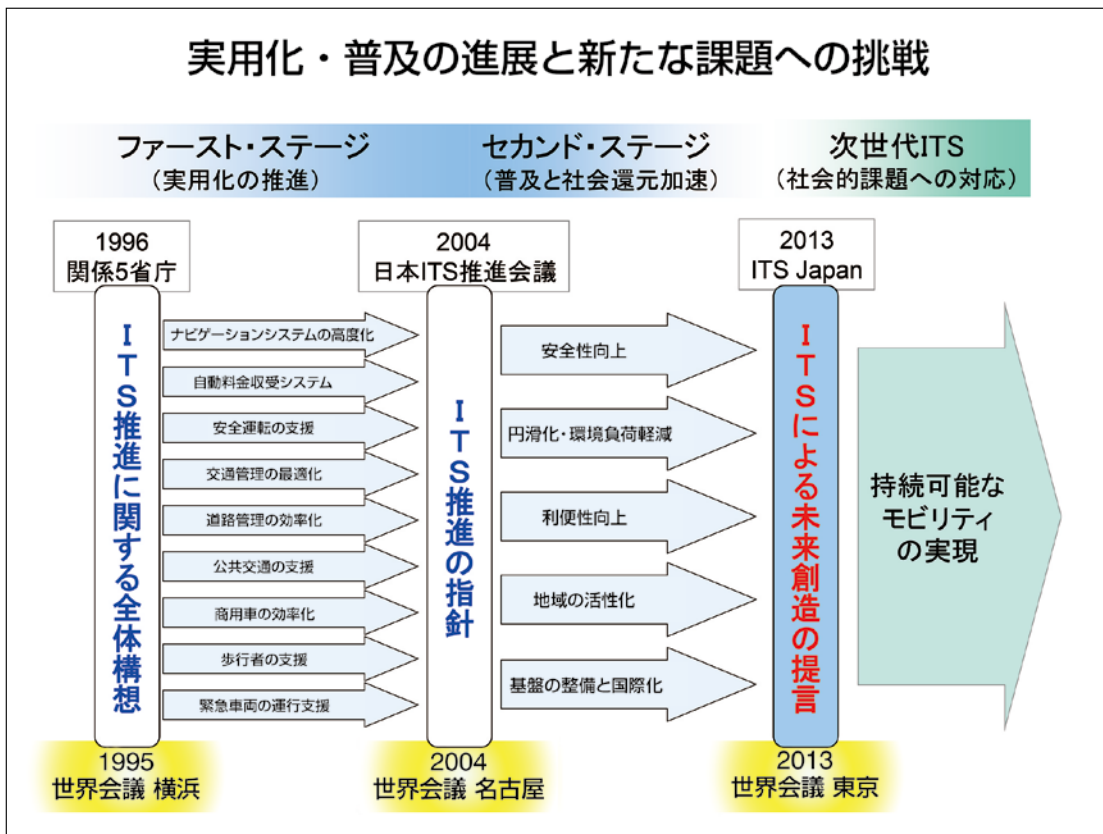 実用化・普及の進展と新たな課題への挑戦
ファースト・ステージ
(実用化の推進)
セカンド・ステージ
(普及と社会還元加速)
次世代ITS
(社会的課題への対応)
1996
関係5省庁
2004
日本ITS推進会議
2013
ITS Japan
ITS推進に関する全体構想
ナビゲーションシステムの高度化
自動料金収受システム
安全運転の支援
交通管理の最適化
道路管理の効率化
公共交通の支援
商用車の効率化
歩行者の支援
緊急車両の運行支援
ITS推進の指針
安全性向上
円滑化・環境負荷軽減
利便性向上
地域の活性化
基盤の整備と国際化
ITSによる未来創造の提言
持続可能な
モビリティ
の実現
1995
世界会議 横浜
2004
世界会議 名古屋
2013
世界会議 東京